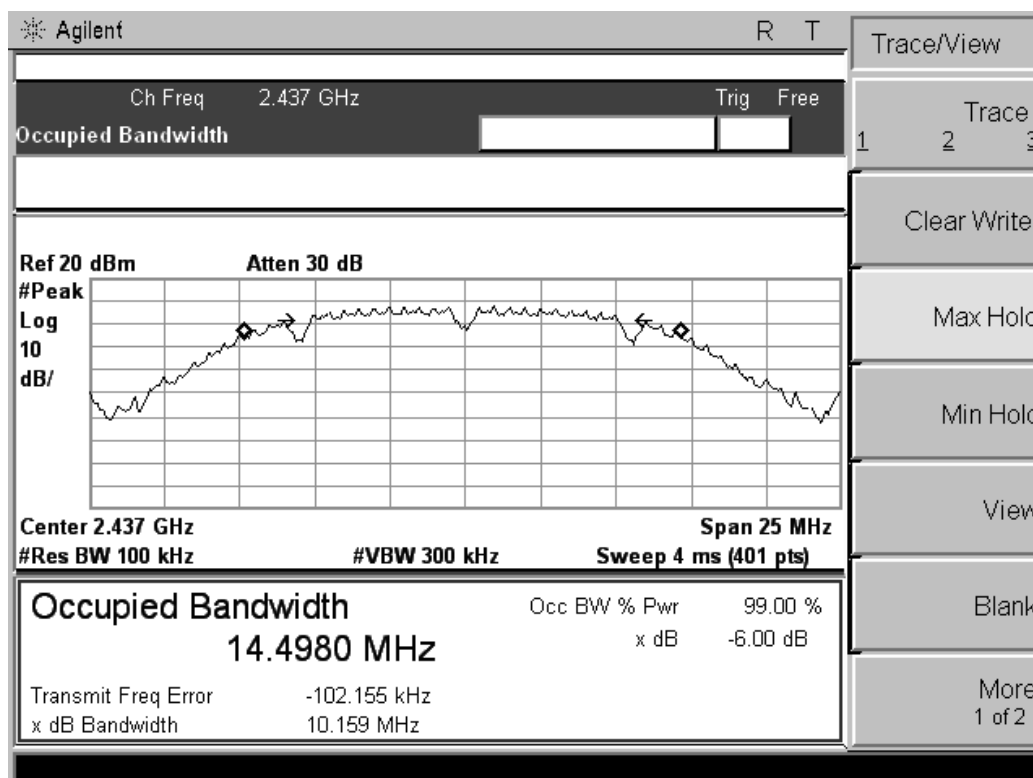 Agilent R T
Trace/View
Ch Freq 2.437 GHz Trig Free
Occupied Bandwidth
Trace
1 2 3
Clear Write
Ref 20 dBm Atten 30 dB
#Peak
Log
10
dB/
Max Hold
Min Hold
View
Center 2.437 GHz Span 25 MHz
#Res BW 100 kHz #VBW 300 kHz Sweep 4 ms (401 pts)
Occupied Bandwidth
14.4980 MHz
Occ BW % Pwr 99.00 %
x dB -6.00 dB
Transmit Freq Error -102.155 kHz
x dB Bandwidth 10.159 MHz
Blank
More
1 of 2